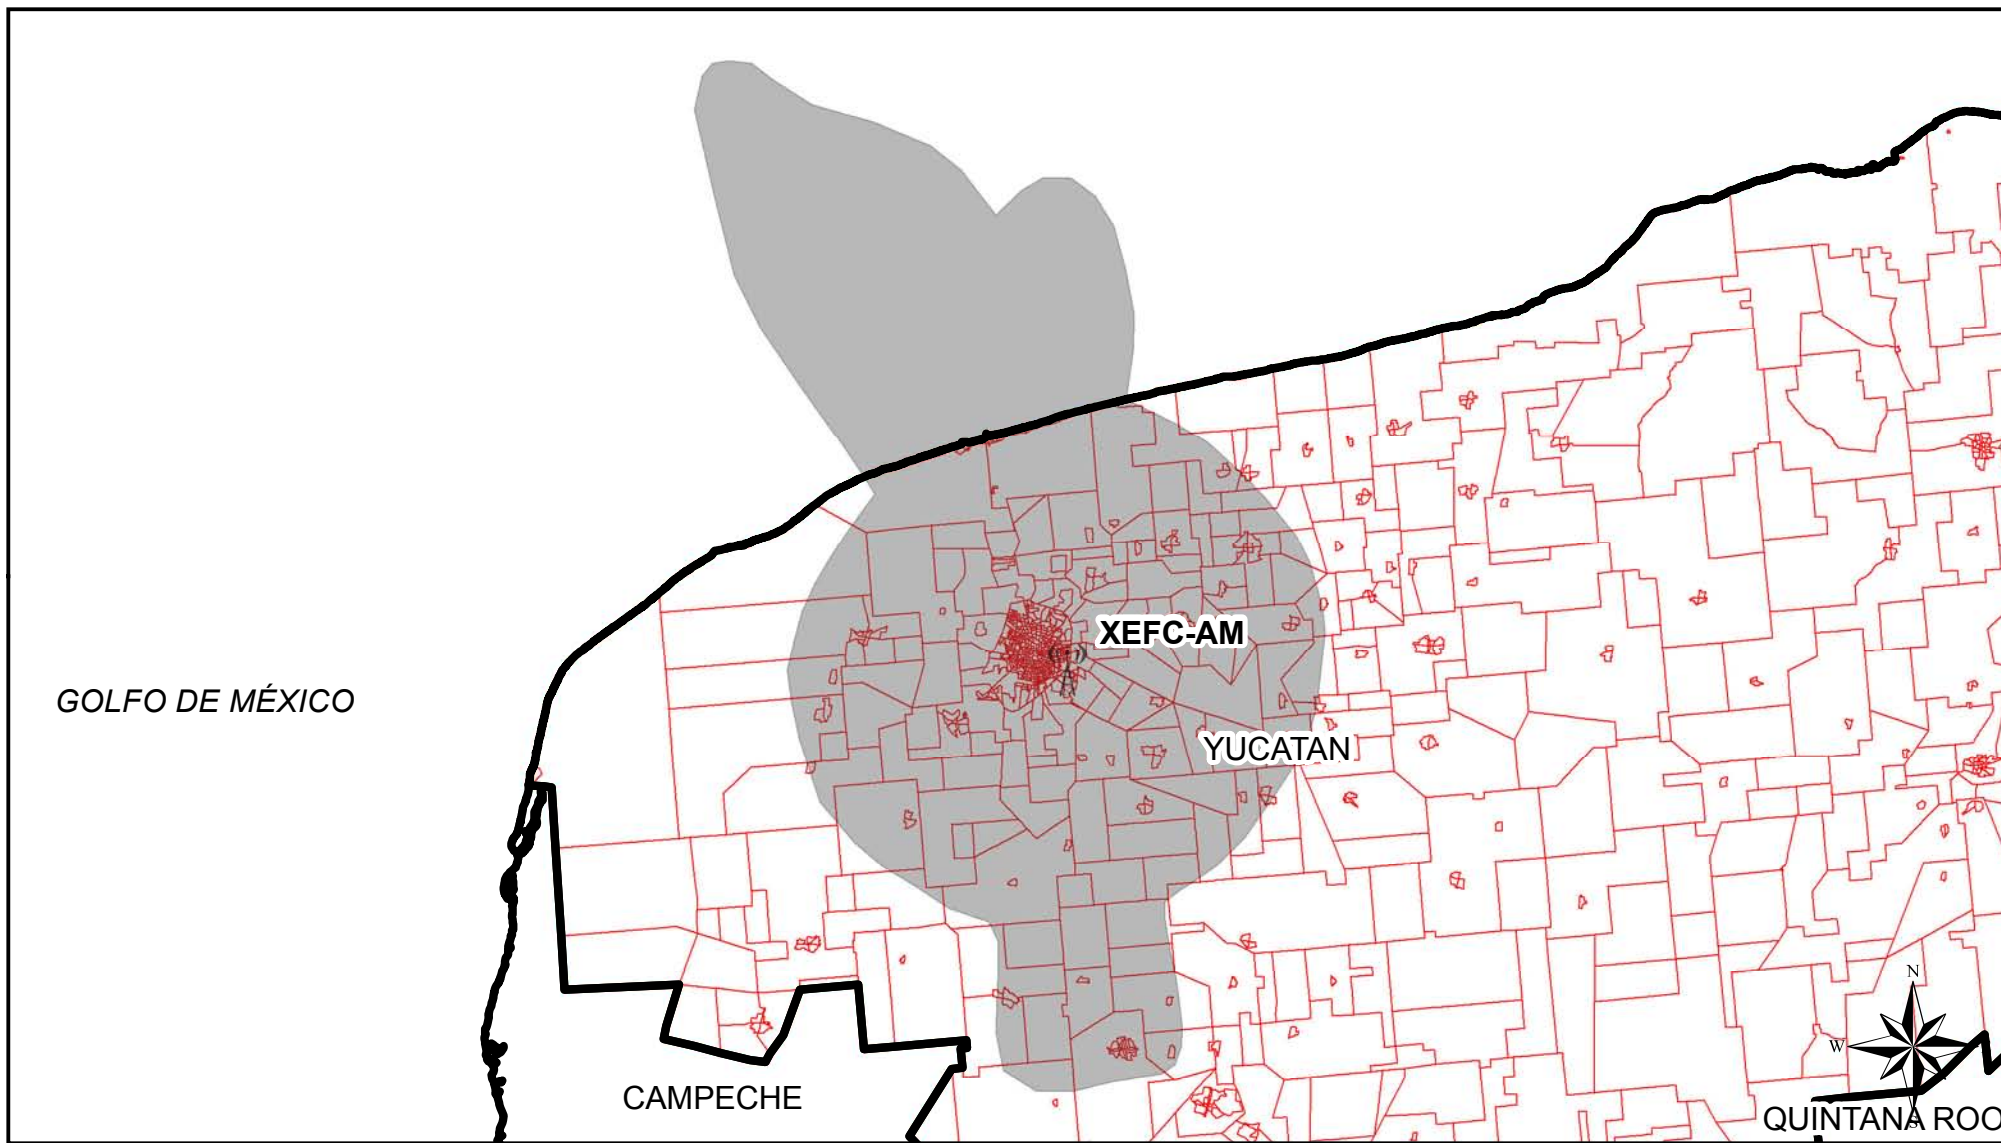 XEFC-AM
GOLFO DE MÉXICO
YUCATAN
N
W
S
CAMPECHE
QUINTANA ROO